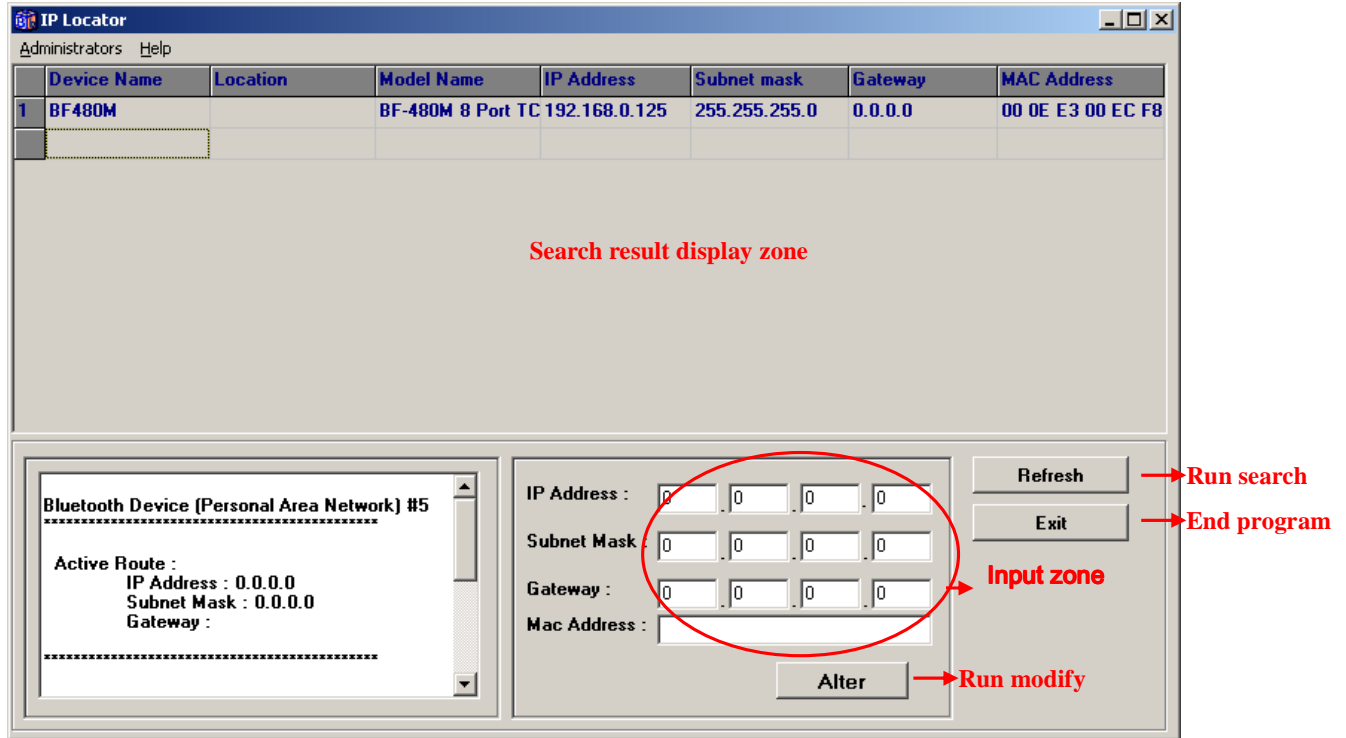 IP Locator
Administrators Help
Device Name Location Model Name IP Address Subnet mask Gateway MAC Address
1 BF480M BF-480M 8 Port TC 192.168.0.125 255.255.255.0 0.0.0.0 00 0E E3 00 EC F8
Search result display zone
Bluetooth Device (Personal Area Network) #5
*********************************************
Active Route :
IP Address : 0.0.0.0
Subnet Mask : 0.0.0.0
Gateway :
*********************************************
IP Address : 0 . 0 . 0 . 0
Subnet Mask : 0 . 0 . 0 . 0
Gateway : 0 . 0 . 0 . 0
Mac Address :
Alter
Run modify
Input zone
Refresh
Run search
Exit
End program